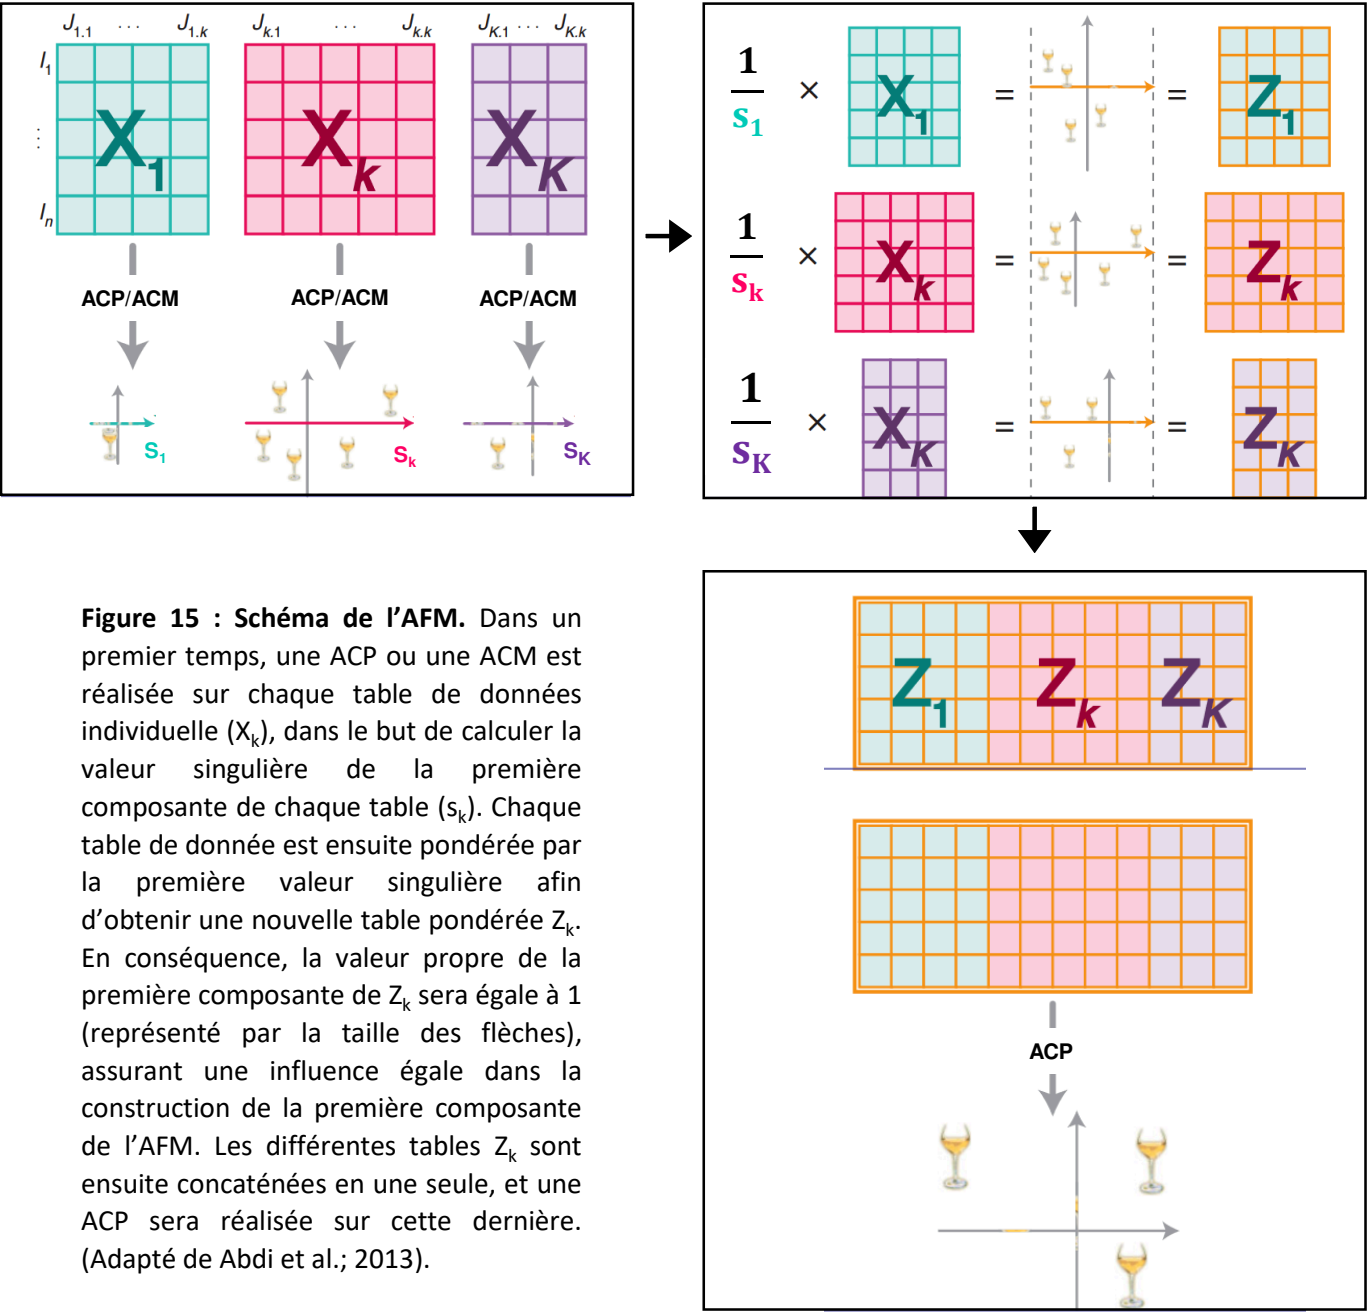 J1.1 ... J1.k
Jk.1 ... Jk.k
JK.1 ... JK.k
I1
⋮
In
X1
Xk
XK
ACP/ACM
ACP/ACM
ACP/ACM
S1
Sk
SK
1/s1 × X1 = = Z1
1/sk × Xk = = Zk
1/sK × XK = = ZK
Z1 Zk ZK
ACP
Figure 15 : Schéma de l’AFM. Dans un
premier temps, une ACP ou une ACM est
réalisée sur chaque table de données
individuelle (Xk), dans le but de calculer la
valeur singulière de la première
composante de chaque table (sk). Chaque
table de donnée est ensuite pondérée par
la première valeur singulière afin
d’obtenir une nouvelle table pondérée Zk.
En conséquence, la valeur propre de la
première composante de Zk sera égale à 1
(représenté par la taille des flèches),
assurant une influence égale dans la
construction de la première composante
de l’AFM. Les différentes tables Zk sont
ensuite concaténées en une seule, et une
ACP sera réalisée sur cette dernière.
(Adapté de Abdi et al.; 2013).